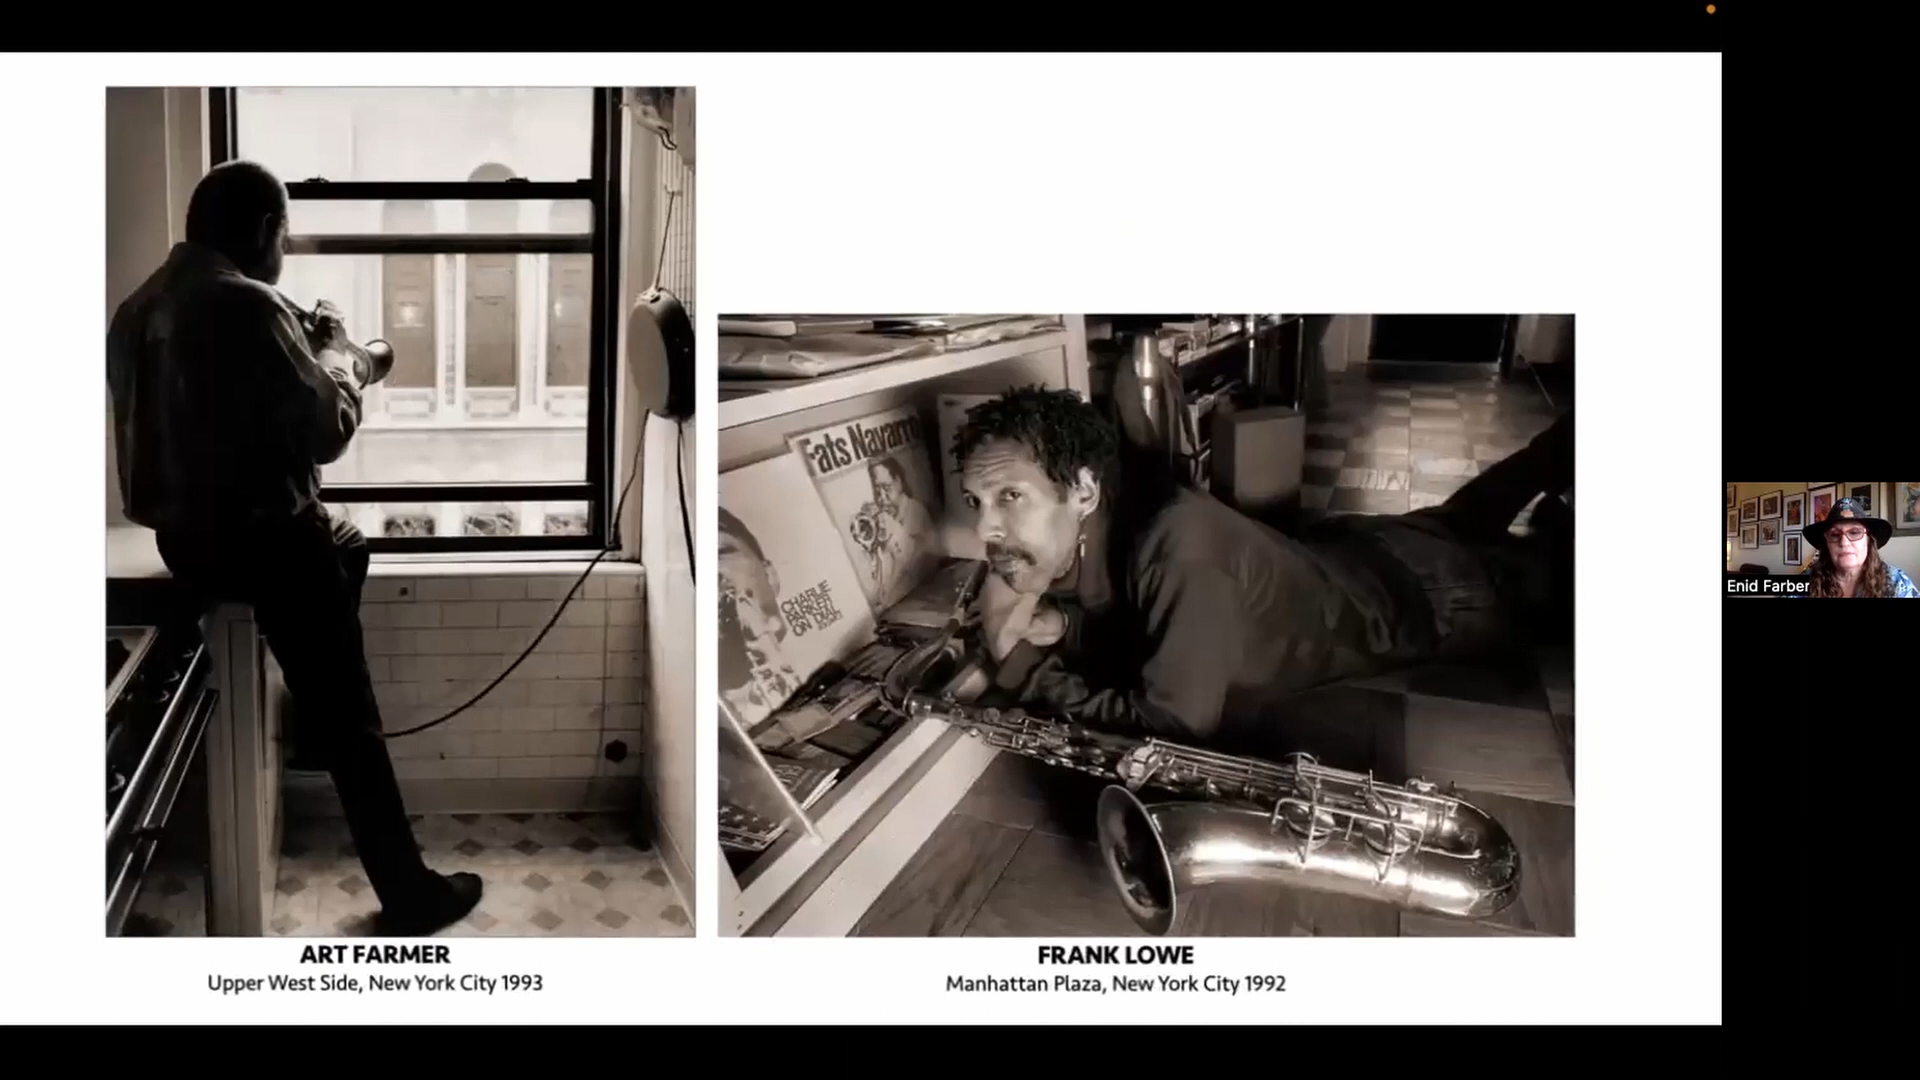 Fats Navarro
CHARLIE
PARKER
ON DIAL
ART FARMER
Upper West Side, New York City 1993
FRANK LOWE
Manhattan Plaza, New York City 1992
Enid Farber